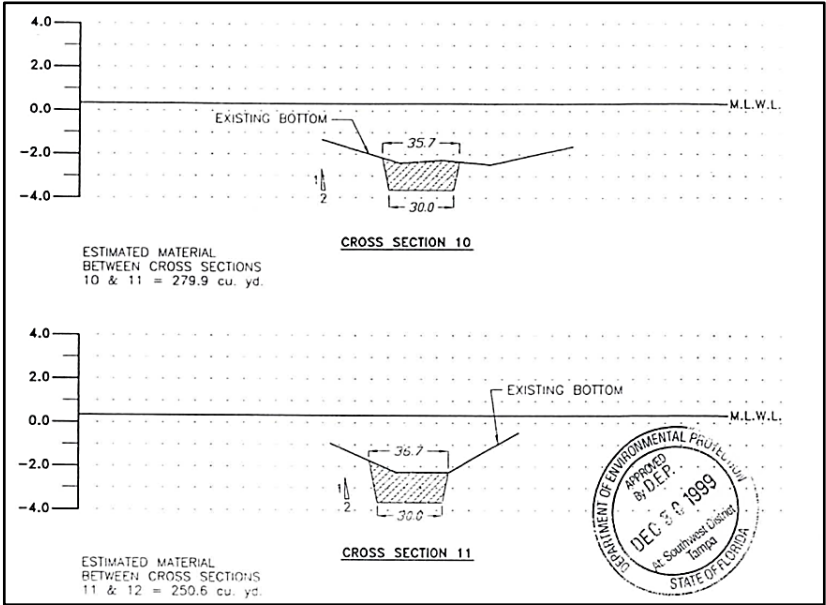 4.0
2.0
0.0
-2.0
-4.0
M.L.W.L.
EXISTING BOTTOM
35.7
1
2
30.0
CROSS SECTION 10
ESTIMATED MATERIAL
BETWEEN CROSS SECTIONS
10 & 11 = 279.9 cu. yd.
4.0
2.0
0.0
-2.0
-4.0
EXISTING BOTTOM
M.L.W.L.
36.7
1
2
30.0
CROSS SECTION 11
ESTIMATED MATERIAL
BETWEEN CROSS SECTIONS
11 & 12 = 250.6 cu. yd.
DEPARTMENT OF ENVIRONMENTAL PROTECTION
APPROVED
By D.E.P.
DEC 30 1999
At: Southwest District
Tampa
STATE OF FLORIDA